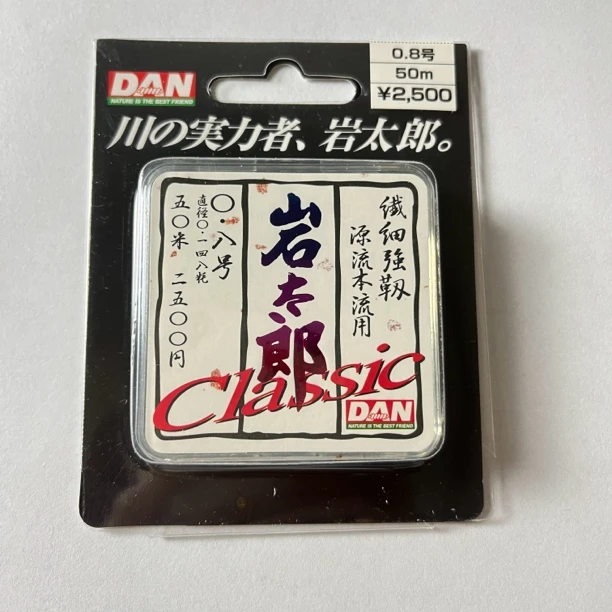 0.8号
50m
¥2,500
DAN
NATURE IS THE BEST FRIEND
川の実力者、岩太郎。
繊細強靱
源流本流用
岩太郎
〇・八号
直径〇・一四八粍
五〇米 二五〇〇円
Classic
DAN
NATURE IS THE BEST FRIEND